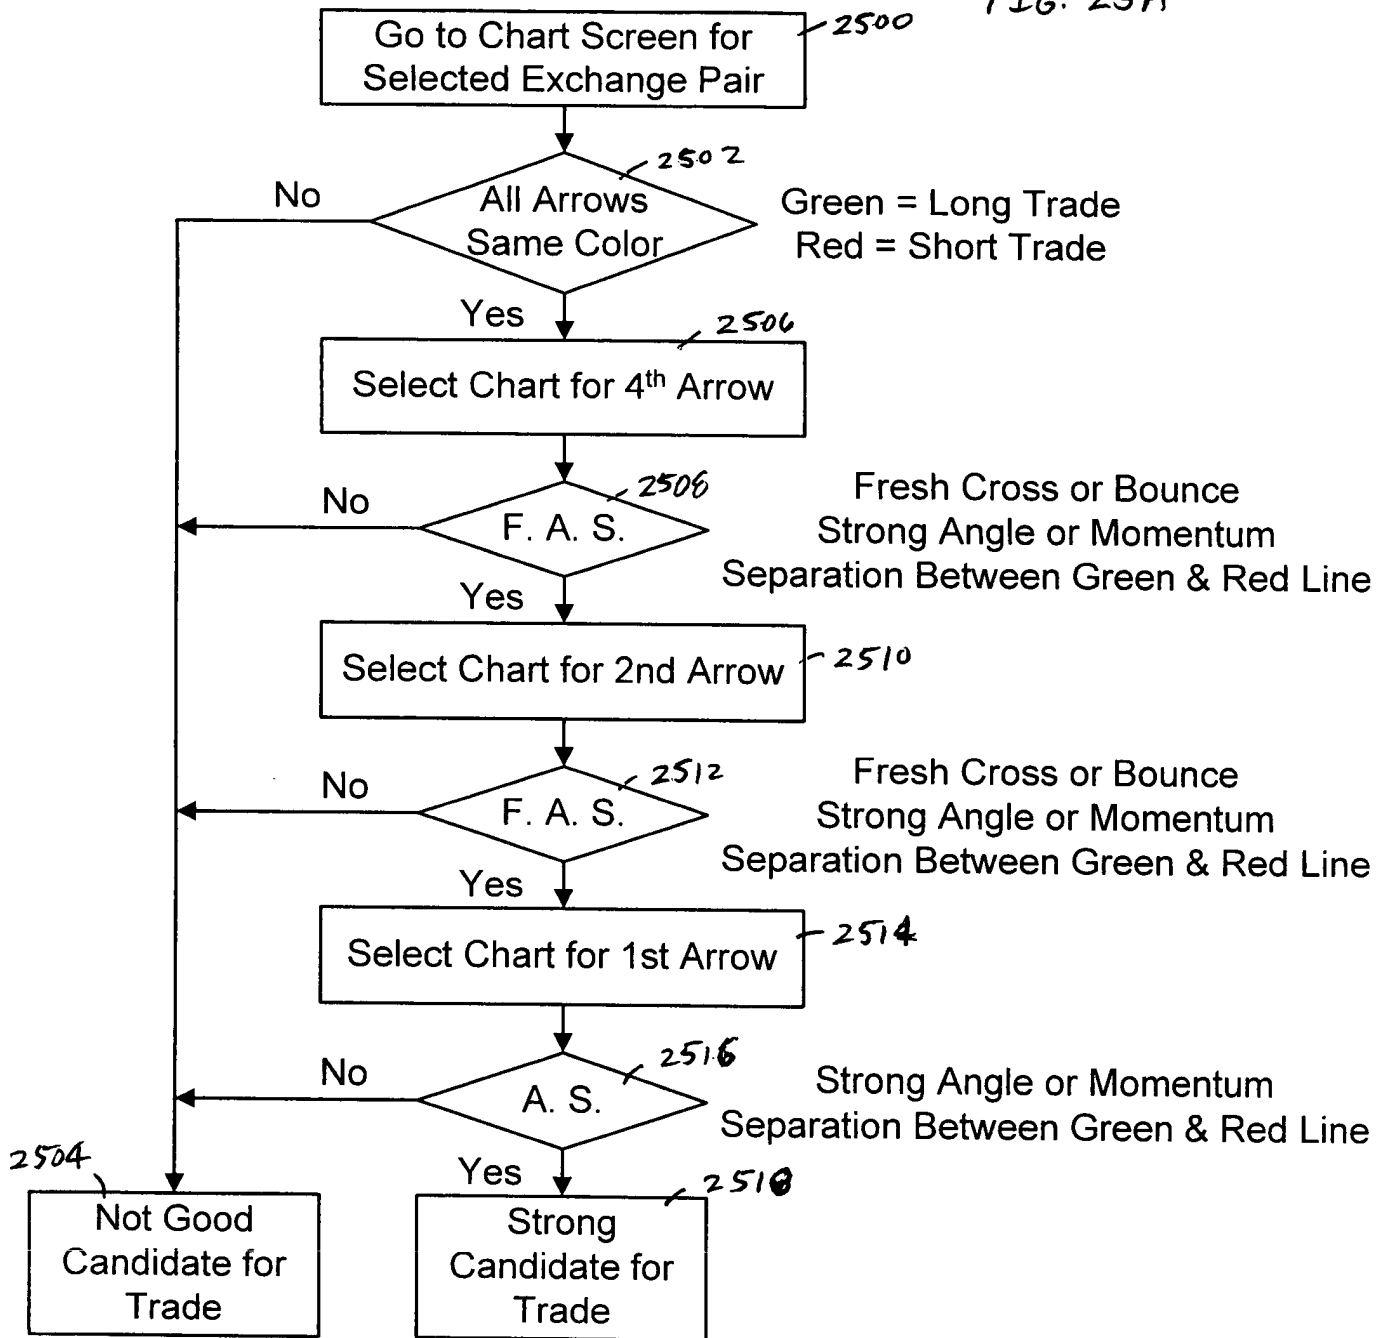 FIG. 25A
Go to Chart Screen for
Selected Exchange Pair
2500
2502
All Arrows
Same Color
No
Green = Long Trade
Red = Short Trade
Yes
2506
Select Chart for 4th Arrow
2508
F. A. S.
No
Fresh Cross or Bounce
Strong Angle or Momentum
Separation Between Green & Red Line
Yes
Select Chart for 2nd Arrow
2510
2512
F. A. S.
No
Fresh Cross or Bounce
Strong Angle or Momentum
Separation Between Green & Red Line
Yes
Select Chart for 1st Arrow
2514
2516
A. S.
No
Strong Angle or Momentum
Separation Between Green & Red Line
Yes
2504
Not Good
Candidate for
Trade
2518
Strong
Candidate for
Trade